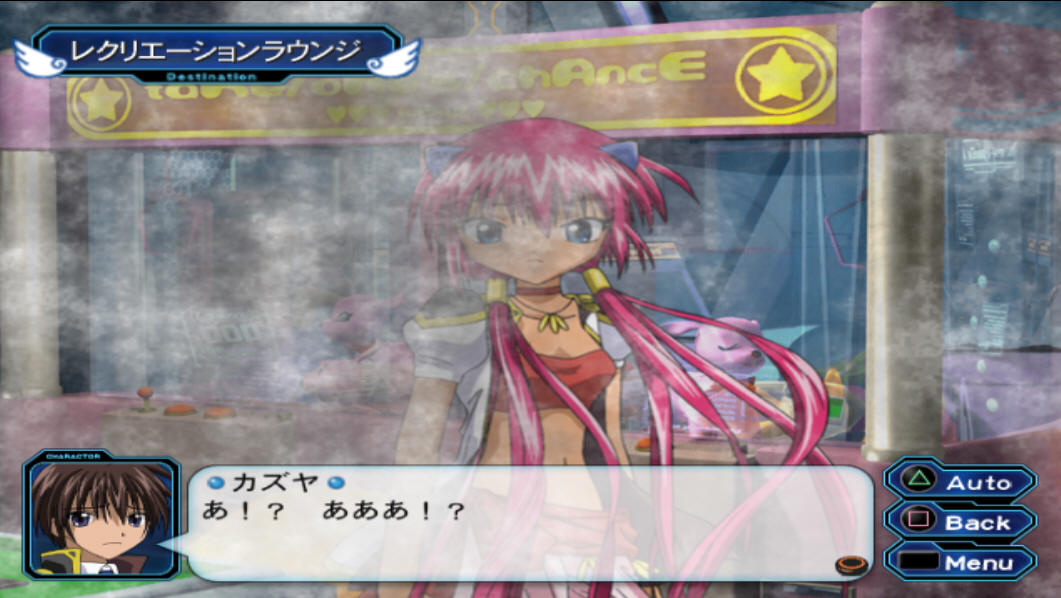 レクリエーションラウンジ
Destination
chAncE
CHARACTOR
カズヤ
あ！？　あああ！？
Auto
Back
Menu